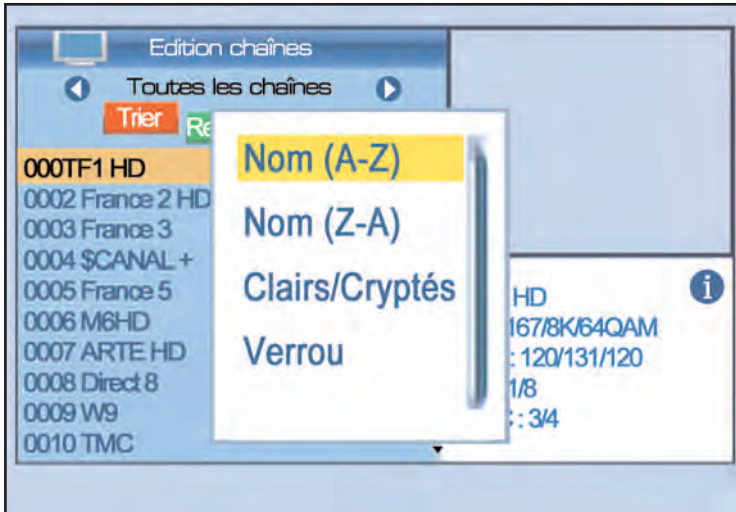 Edition chaînes
Toutes les chaînes
Trier
Re
Nom (A-Z)
Nom (Z-A)
Clairs/Cryptés
Verrou
000TF1 HD
0002 France 2 HD
0003 France 3
0004 $CANAL +
0005 France 5
0006 M6HD
0007 ARTE HD
0008 Direct 8
0009 W9
0010 TMC
i
HD
167/8K/64QAM
: 120/131/120
1/8
: 3/4